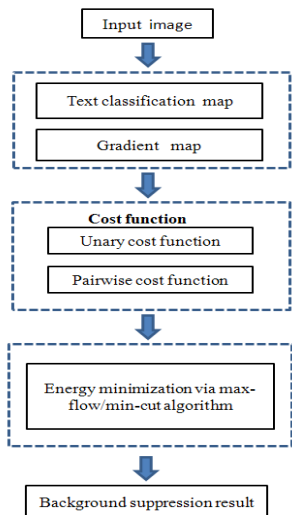 Input image
Text classification map
Gradient map
Cost function
Unary cost function
Pairwise cost function
Energy minimization via max-
flow/min-cut algorithm
Background suppression result